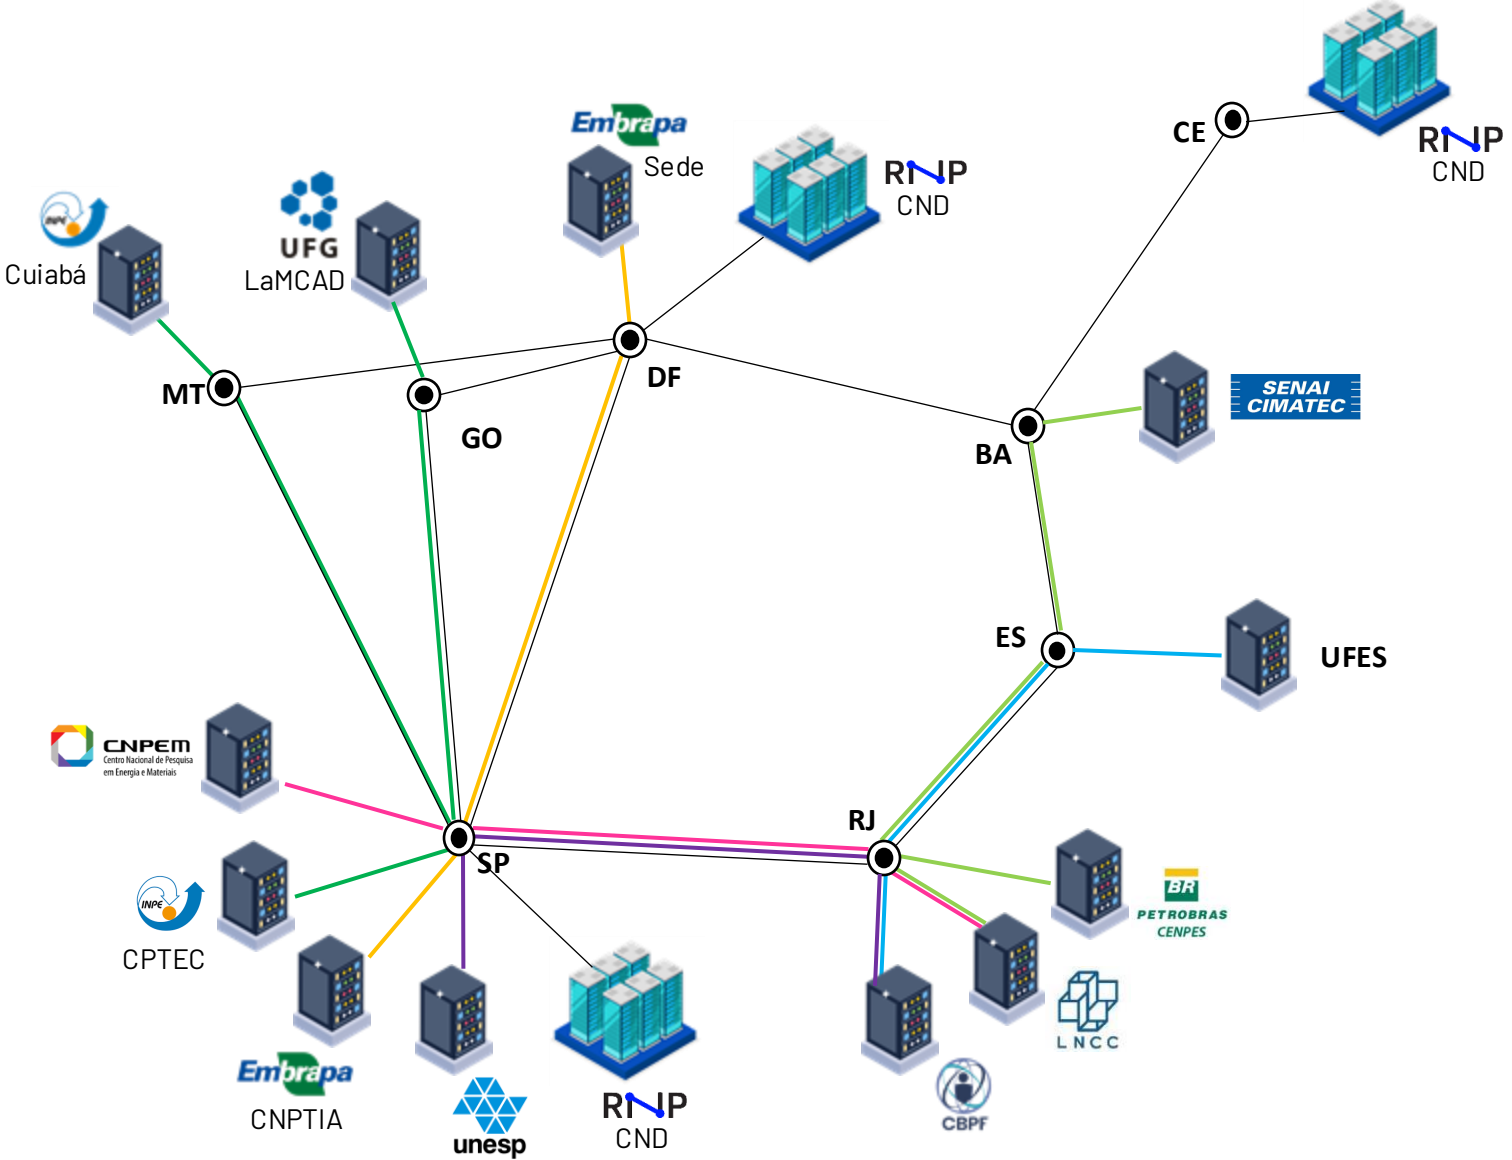 CE
RNP
CND
Embrapa
Sede
RNP
CND
INPE
Cuiabá
UFG
LaMCAD
MT
GO
DF
BA
SENAI
CIMATEC
ES
UFES
CNPEM
Centro Nacional de Pesquisa
em Energia e Materiais
SP
RJ
INPE
CPTEC
BR
PETROBRAS
CENPES
LNCC
Embrapa
CNPTIA
unesp
RNP
CND
CBPF